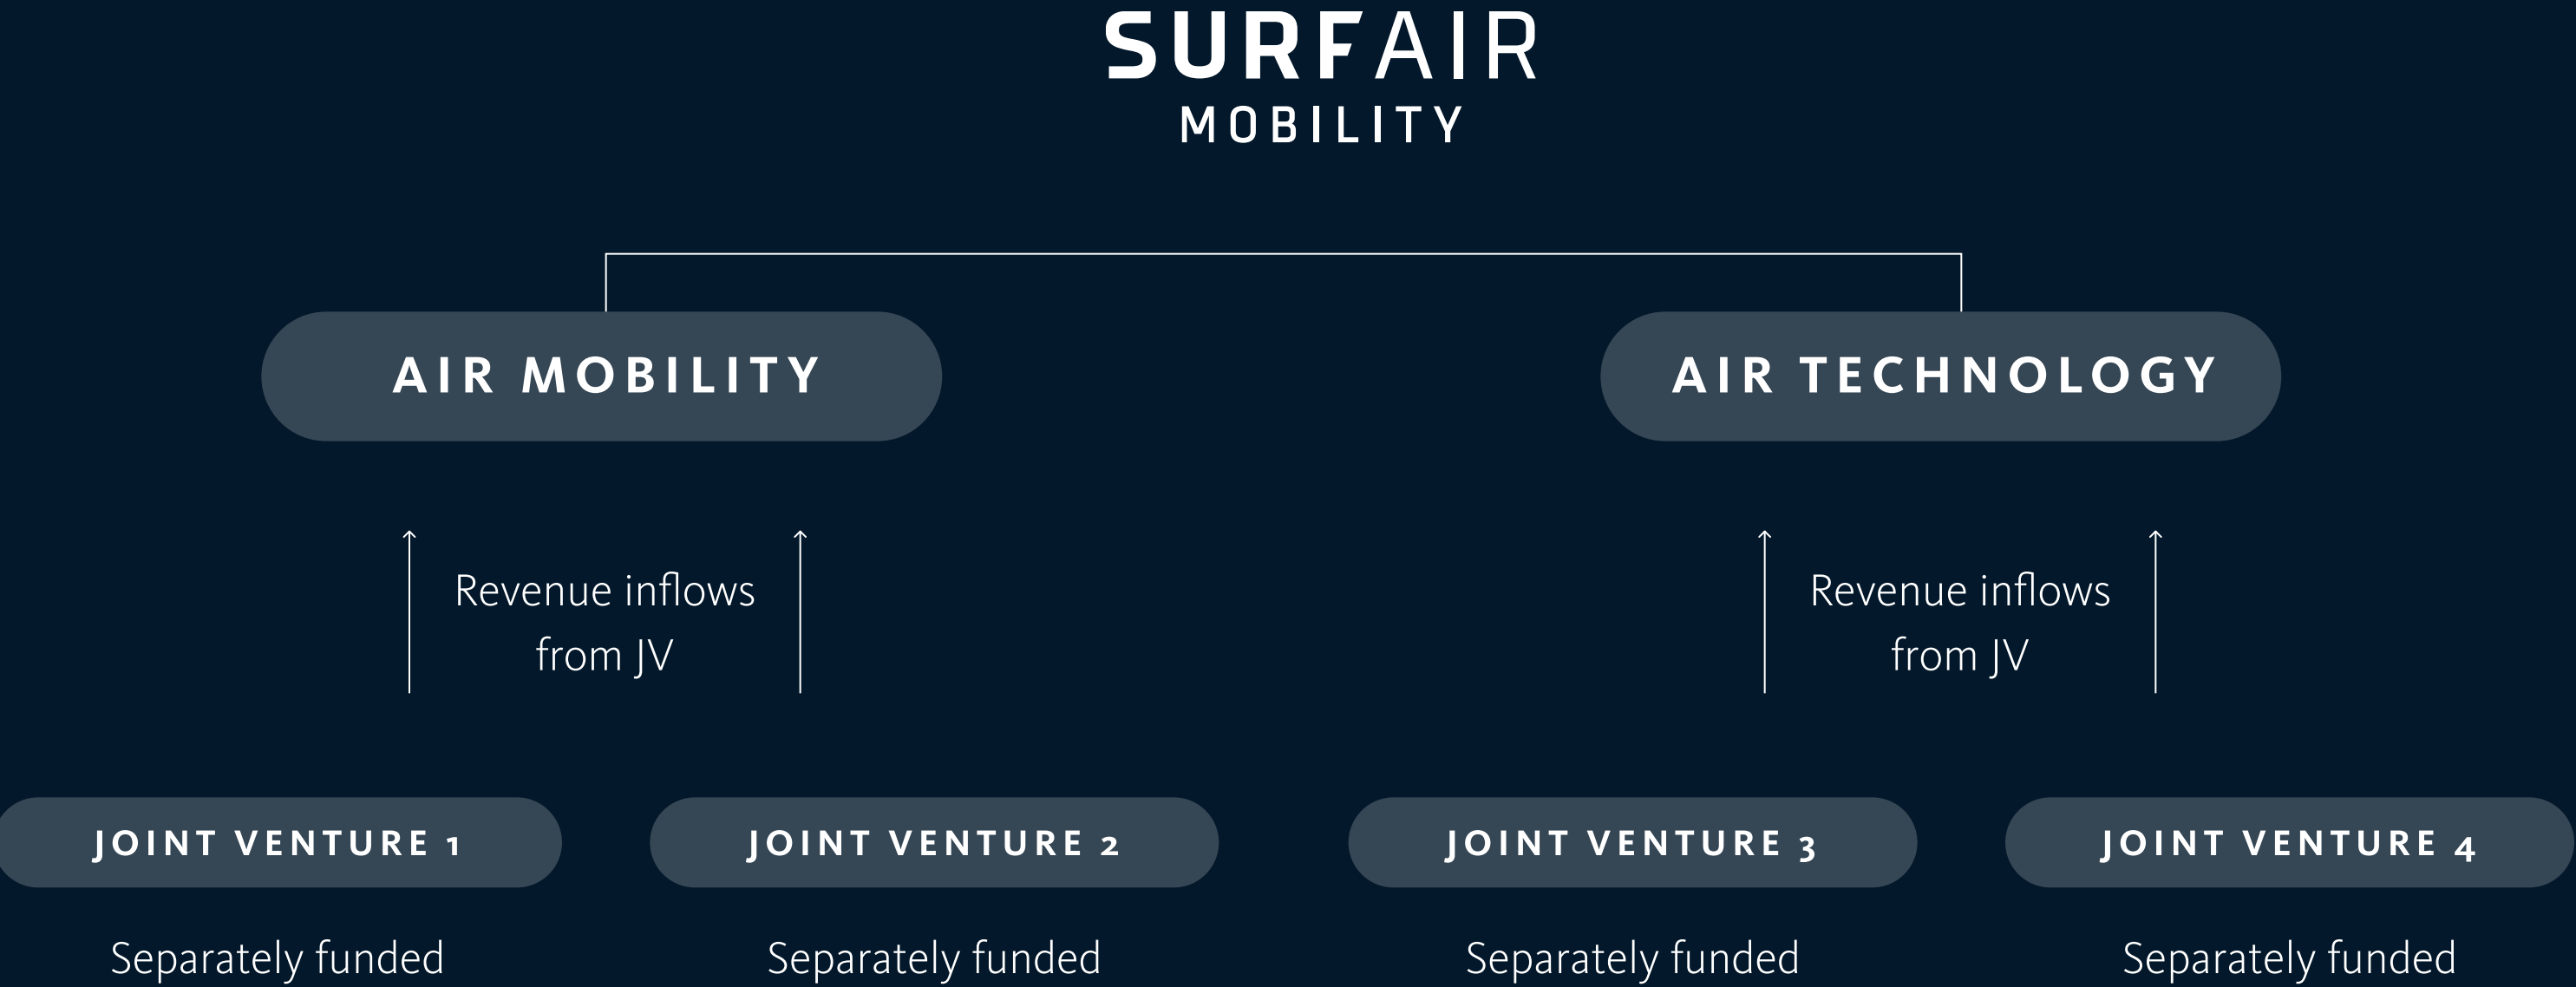 SURFAIR
MOBILITY
AIR MOBILITY
AIR TECHNOLOGY
Revenue inflows
from JV
Revenue inflows
from JV
JOINT VENTURE 1
JOINT VENTURE 2
JOINT VENTURE 3
JOINT VENTURE 4
Separately funded
Separately funded
Separately funded
Separately funded